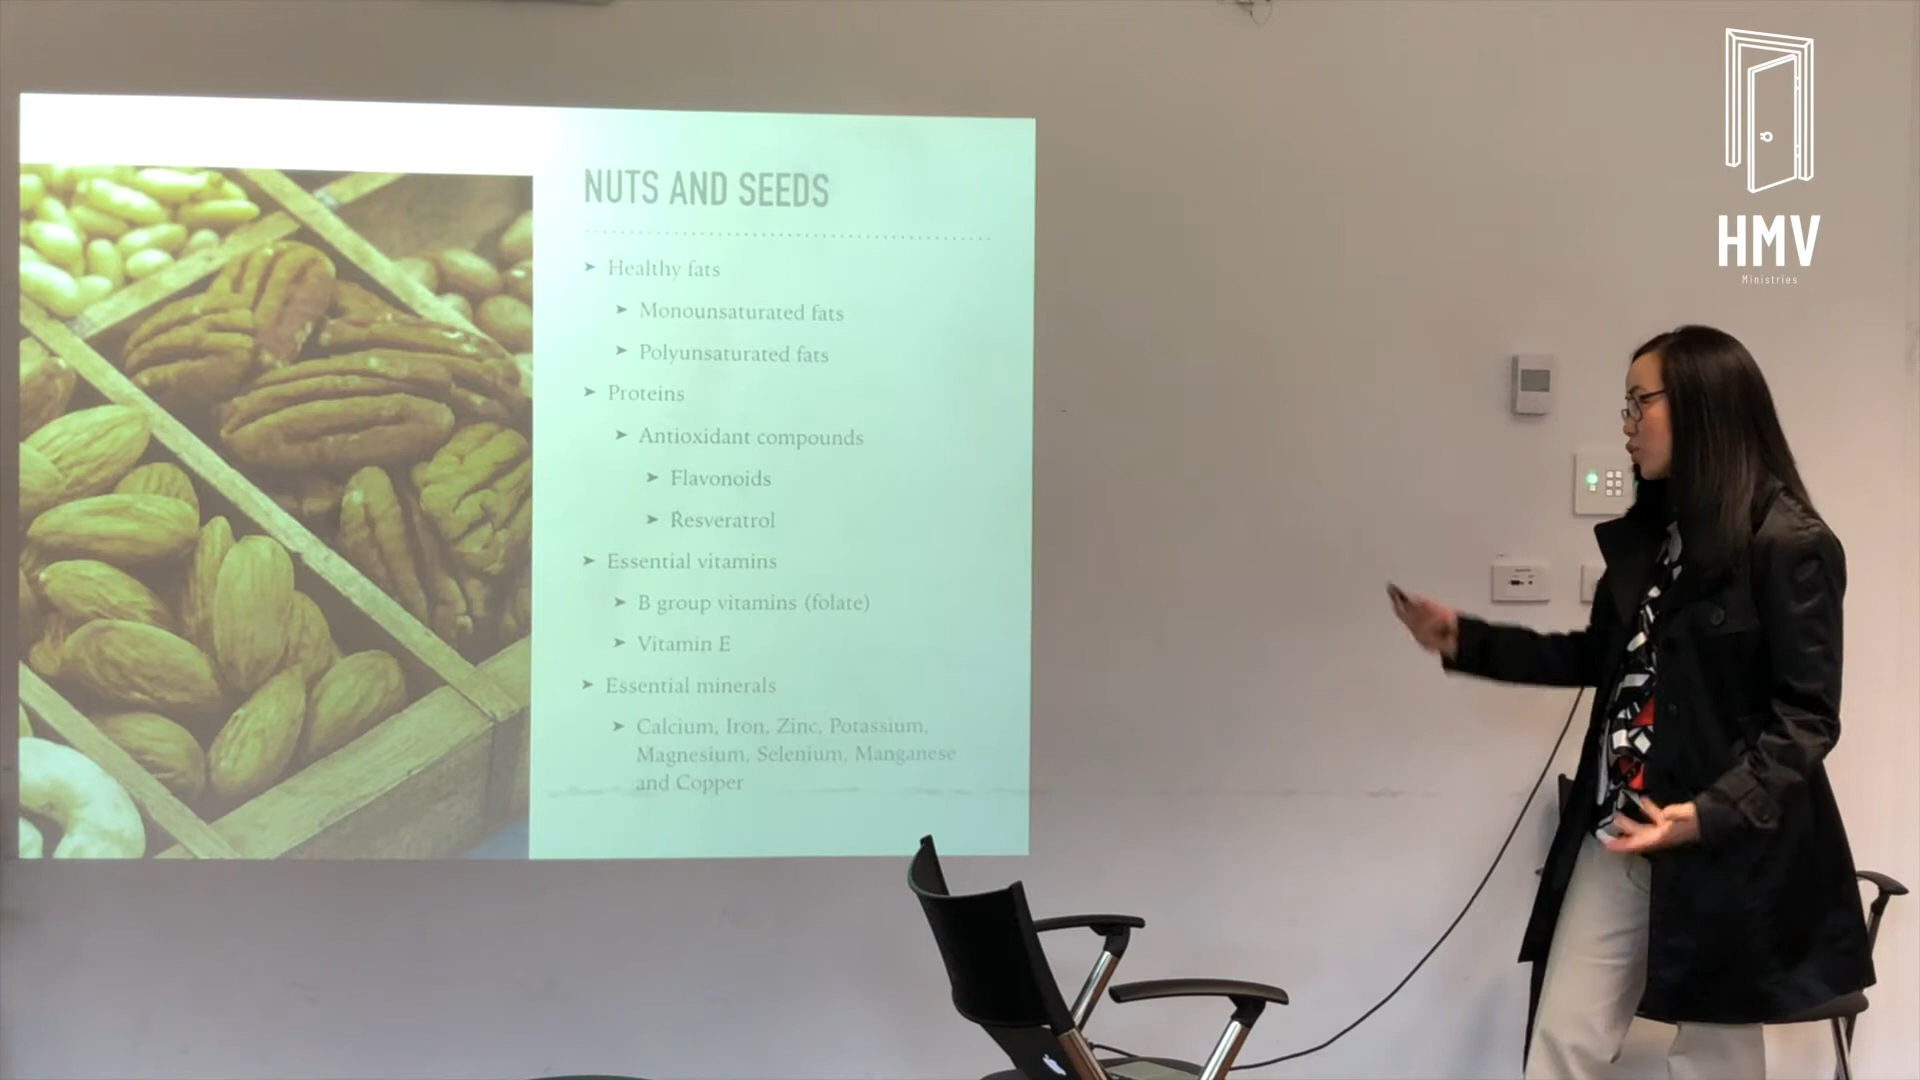 NUTS AND SEEDS
➤ Healthy fats
➤ Monounsaturated fats
➤ Polyunsaturated fats
➤ Proteins
➤ Antioxidant compounds
➤ Flavonoids
➤ Resveratrol
➤ Essential vitamins
➤ B group vitamins (folate)
➤ Vitamin E
➤ Essential minerals
➤ Calcium, Iron, Zinc, Potassium,
Magnesium, Selenium, Manganese
and Copper
HMV
Ministries